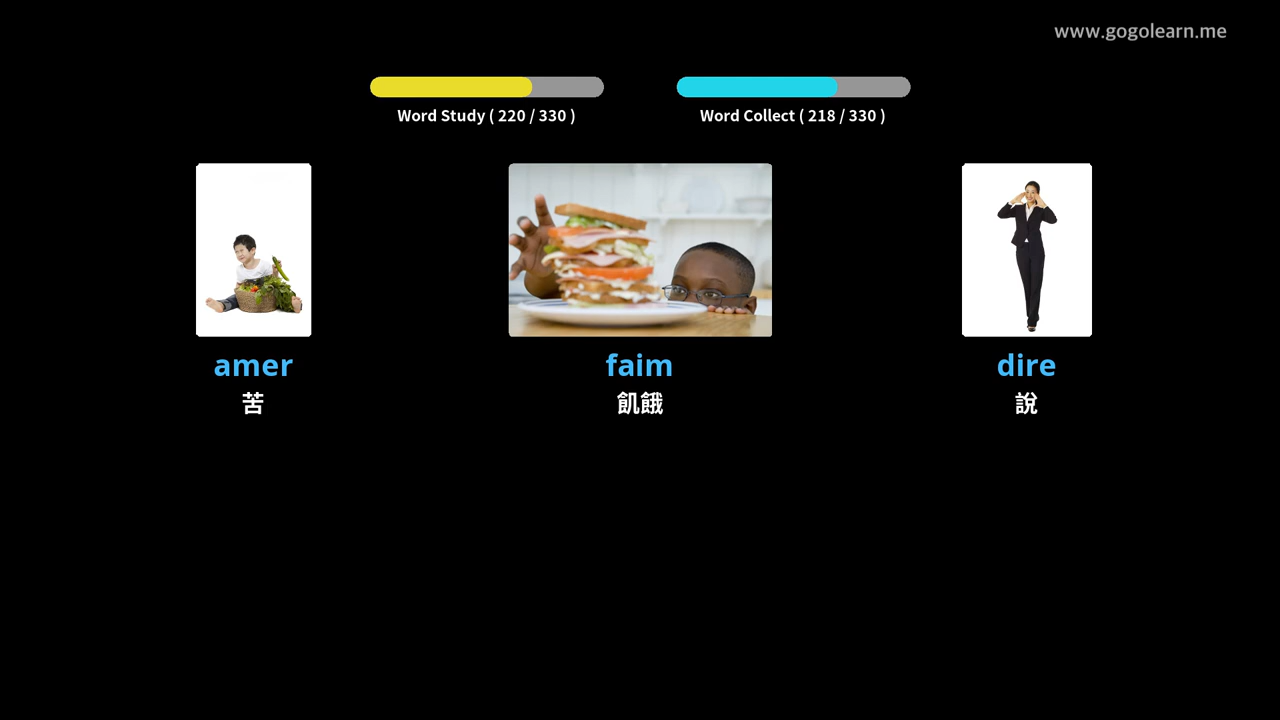 www.gogolearn.me
Word Study ( 220 / 330 )
Word Collect ( 218 / 330 )
amer
faim
dire
苦
飢餓
說